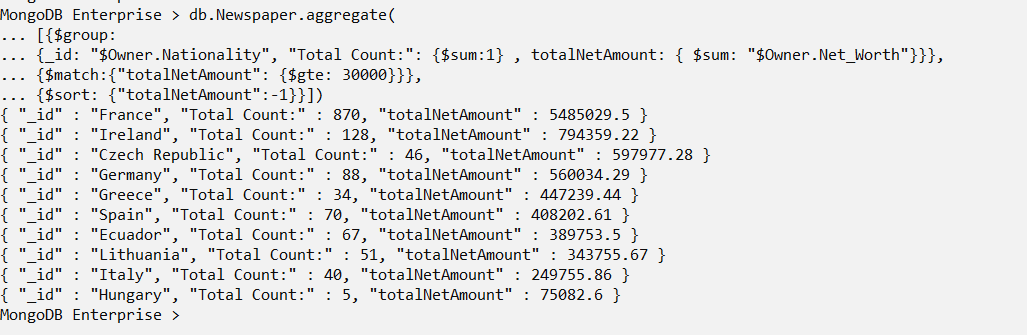 MongoDB Enterprise > db.Newspaper.aggregate(
... [{$group:
... {_id: "$Owner.Nationality", "Total Count:": {$sum:1} , totalNetAmount: { $sum: "$Owner.Net_Worth"}}},
... {$match:{"totalNetAmount": {$gte: 30000}}},
... {$sort: {"totalNetAmount":-1}}])
{ "_id" : "France", "Total Count:" : 870, "totalNetAmount" : 5485029.5 }
{ "_id" : "Ireland", "Total Count:" : 128, "totalNetAmount" : 794359.22 }
{ "_id" : "Czech Republic", "Total Count:" : 46, "totalNetAmount" : 597977.28 }
{ "_id" : "Germany", "Total Count:" : 88, "totalNetAmount" : 560034.29 }
{ "_id" : "Greece", "Total Count:" : 34, "totalNetAmount" : 447239.44 }
{ "_id" : "Spain", "Total Count:" : 70, "totalNetAmount" : 408202.61 }
{ "_id" : "Ecuador", "Total Count:" : 67, "totalNetAmount" : 389753.5 }
{ "_id" : "Lithuania", "Total Count:" : 51, "totalNetAmount" : 343755.67 }
{ "_id" : "Italy", "Total Count:" : 40, "totalNetAmount" : 249755.86 }
{ "_id" : "Hungary", "Total Count:" : 5, "totalNetAmount" : 75082.6 }
MongoDB Enterprise >